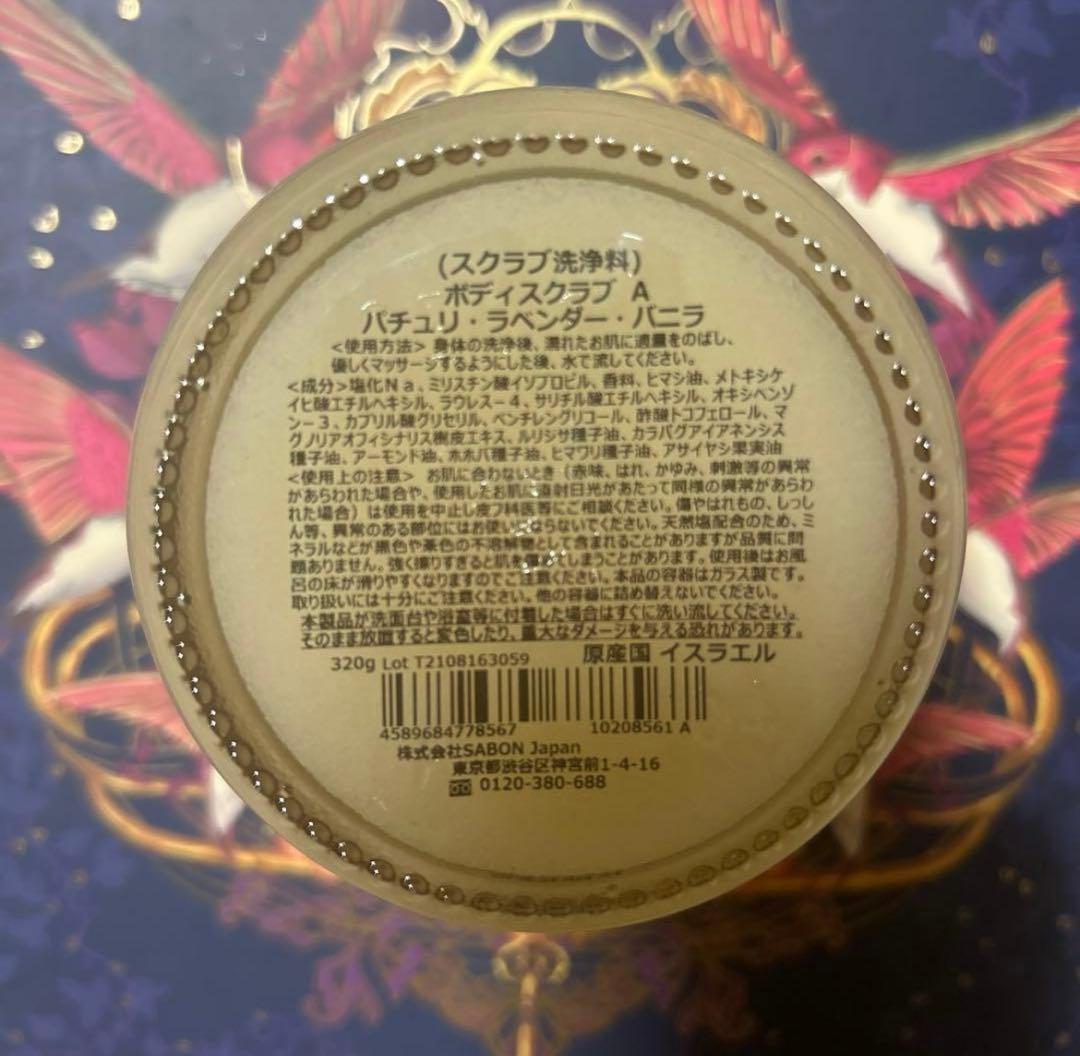 (スクラブ洗浄料)
ボディスクラブ A
パチュリ・ラベンダー・バニラ
<使用方法> 身体の洗浄後、濡れたお肌に適量をのばし、
優しくマッサージするようにした後、水で流してください。
<成分>塩化Na、ミリスチン酸イソプロピル、香料、ヒマシ油、メトキシケ
イヒ酸エチルヘキシル、ラウレス-4、サリチル酸エチルヘキシル、オキシベンゾ
ン-3、カプリル酸グリセリル、ペンチレングリコール、酢酸トコフェロール、マ
グノリアオフィシナリス樹皮エキス、ルリジサ種子油、カラパグアイアネンシス
種子油、アーモンド油、ホホバ種子油、ヒマワリ種子油、アサイヤシ果実油
<使用上の注意> お肌に合わないとき(赤味、はれ、かゆみ、刺激等の異常
があらわれた場合や、使用したお肌に直射日光があたって同様の異常があらわ
れた場合)は使用を中止し皮フ科医等にご相談ください。傷やはれもの、しっし
ん等、異常のある部位にはお使いにならないでください。天然塩配合のため、ミ
ネラルなどが黒色や茶色の不溶解物として含まれることがありますが品質に問
題ありません。強く擦りすぎると肌を傷めてしまうことがあります。使用後はお風
呂の床が滑りやすくなりますのでご注意ください。本品の容器はガラス製です。
取り扱いには十分にご注意ください。他の容器に詰め替えないでください。
本製品が洗面台や浴室等に付着した場合はすぐに洗い流してください。
そのまま放置すると変色したり、重大なダメージを与える恐れがあります。
320g Lot T2108163059 原産国 イスラエル
4589684778567 10208561 A
株式会社SABON Japan
東京都渋谷区神宮前1-4-16
0120-380-688